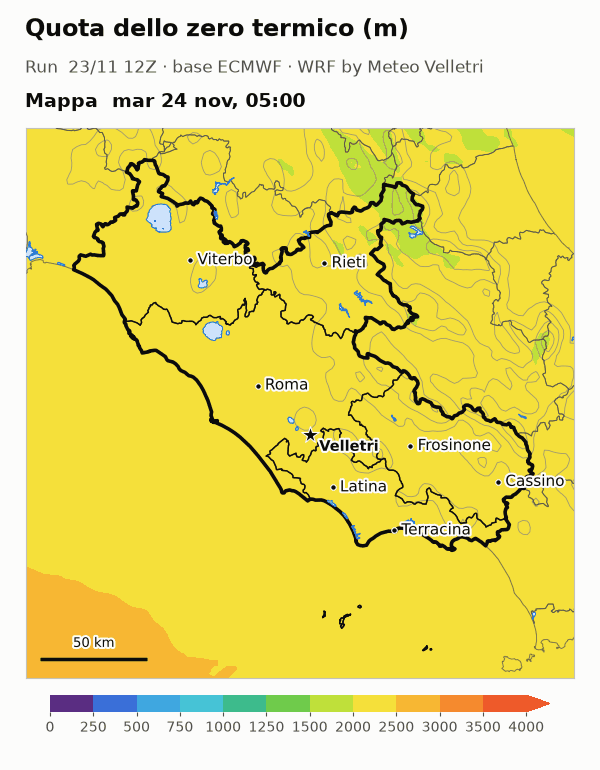 Quota dello zero termico (m)
Run  23/11 12Z · base ECMWF · WRF by Meteo Velletri
Mappa  mar 24 nov, 05:00
Viterbo
Rieti
Roma
Velletri
Frosinone
Cassino
Latina
Terracina
50 km
0 250 500 750 1000 1250 1500 2000 2500 3000 3500 4000